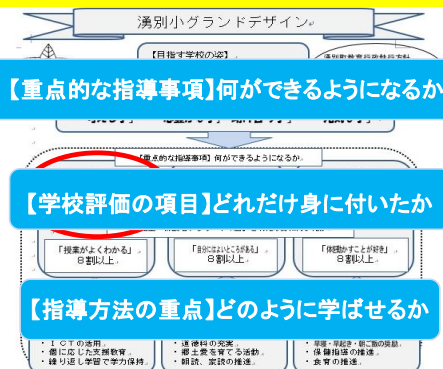 湧別小グランドデザイン
【目指す学校の姿】
【重点的な指導事項】何ができるようになるか
【重点的な指導事項】何ができるようになるか
【学校評価の項目】どれだけ身に付いたか
「授業がよくわかる」
8割以上
「自分にはよいところがある」
8割以上
「体動かすことが好き」
8割以上
【指導方法の重点】どのように学ばせるか
・ICTの活用
・個に応じた支援教育
・繰り返し学習で学力保持
・道徳科の充実
・郷土愛を育てる活動
・朝読、家読の推進
・早寝・早起き・朝ご飯の奨励
・保健指導の推進
・食育の推進